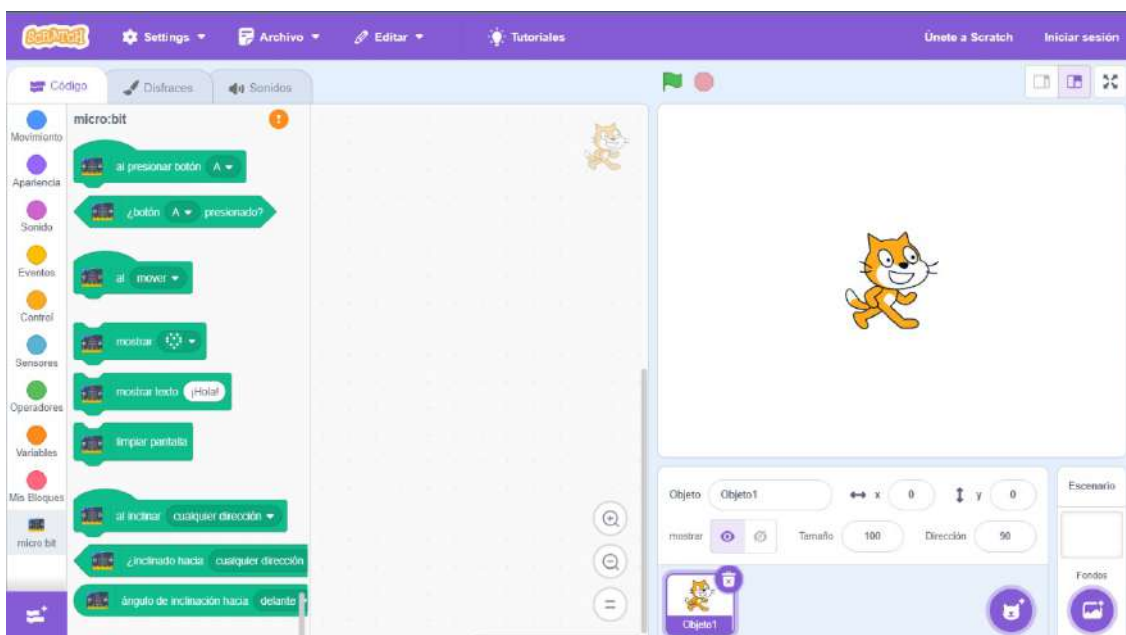 SCRATCH Settings Archivo Editar Tutoriales Únete a Scratch Iniciar sesión
Código Disfraces Sonidos
Movimiento
Apariencia
Sonido
Eventos
Control
Sensores
Operadores
Variables
Mis Bloques
micro:bit
micro:bit
al presionar botón A
¿botón A presionado?
al mover
mostrar
mostrar texto ¡Hola!
limpiar pantalla
al inclinar cualquier dirección
¿inclinado hacia cualquier dirección
ángulo de inclinación hacia delante
Objeto Objeto1 x 0 y 0
mostrar Tamaño 100 Dirección 90
Objeto1
Escenario
Fondos